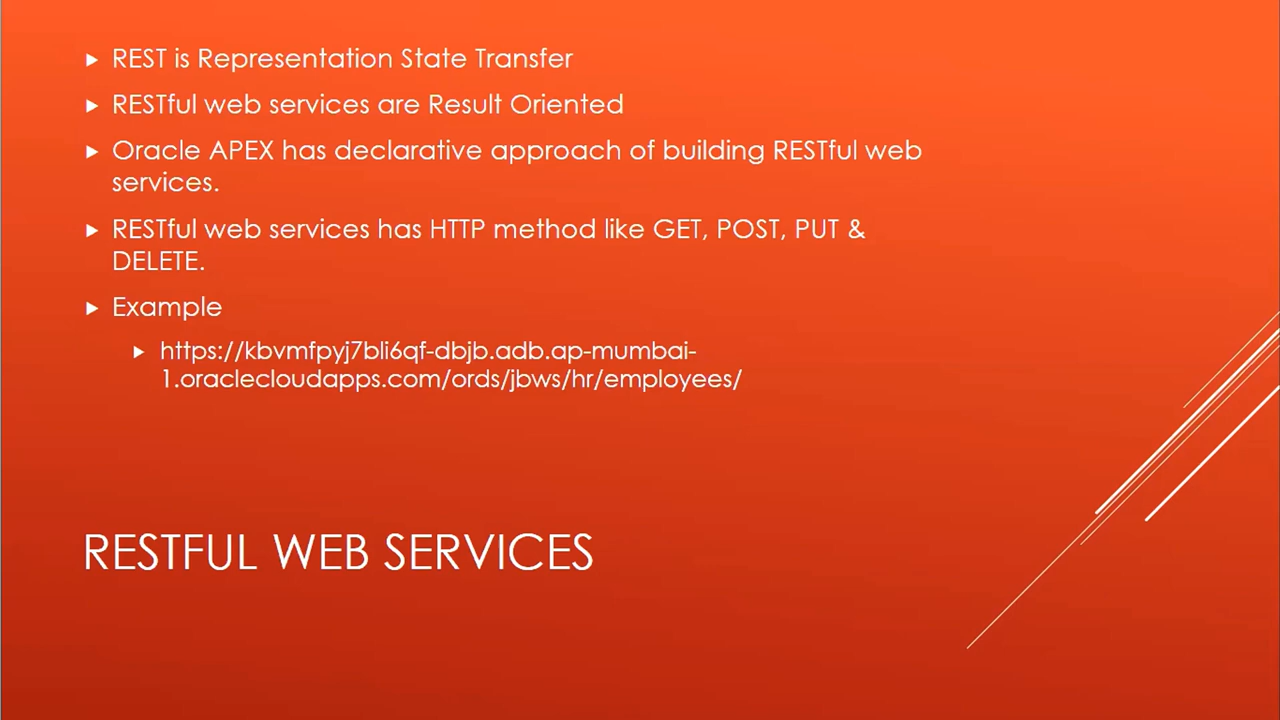 REST is Representation State Transfer
RESTful web services are Result Oriented
Oracle APEX has declarative approach of building RESTful web
services.
RESTful web services has HTTP method like GET, POST, PUT &
DELETE.
Example
https://kbvmfpyj7bli6qf-dbjb.adb.ap-mumbai-
1.oraclecloudapps.com/ords/jbws/hr/employees/
RESTFUL WEB SERVICES